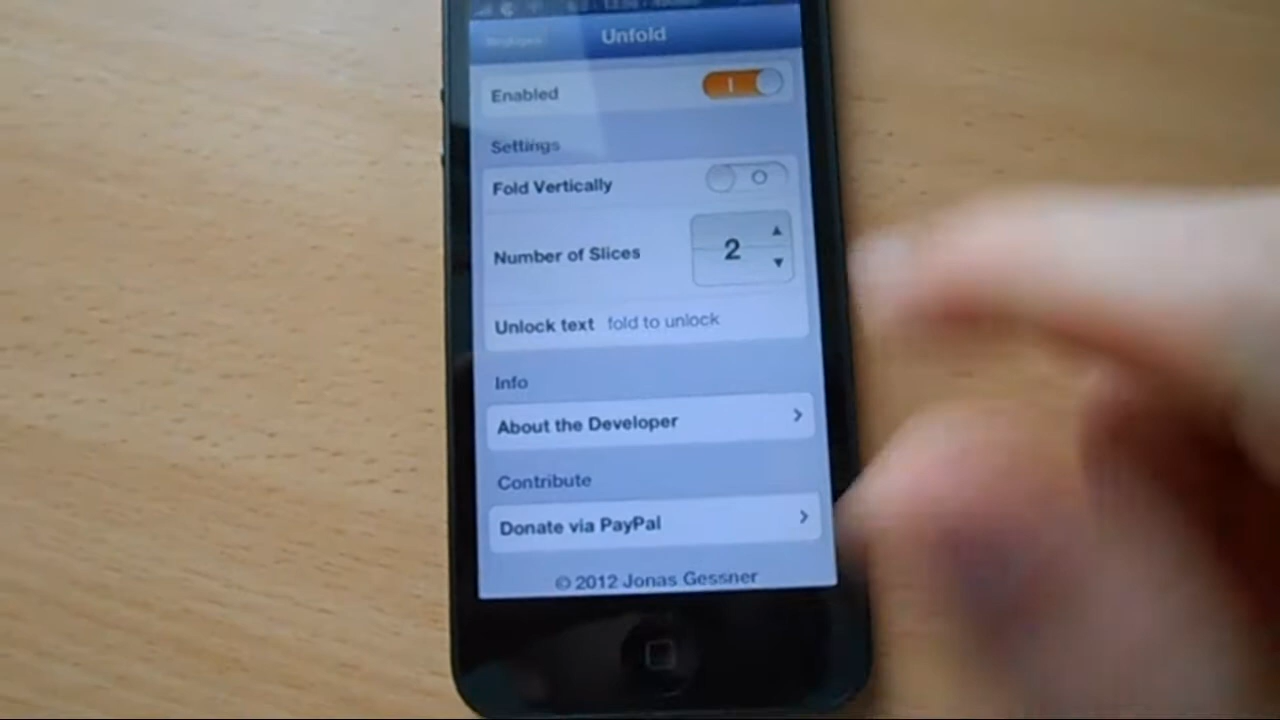 Unfold
Enabled
Settings
Fold Vertically
Number of Slices 2
Unlock text fold to unlock
Info
About the Developer
Contribute
Donate via PayPal
© 2012 Jonas Gessner